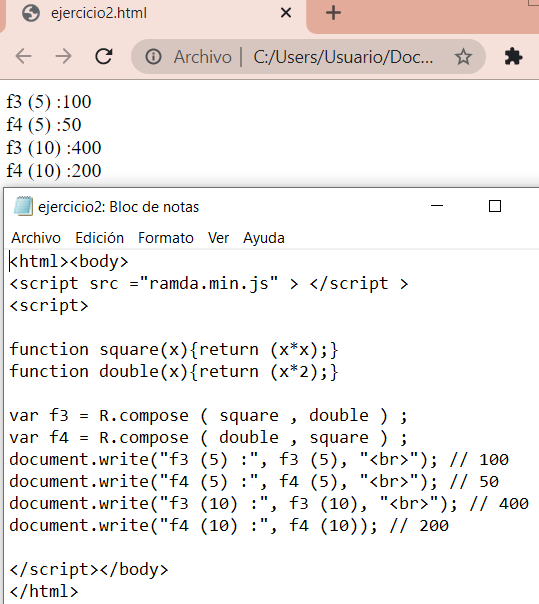 ejercicio2.html
Archivo | C:/Users/Usuario/Doc...
f3 (5) :100
f4 (5) :50
f3 (10) :400
f4 (10) :200
ejercicio2: Bloc de notas
Archivo Edición Formato Ver Ayuda
<html><body>
<script src ="ramda.min.js" > </script >
<script>
function square(x){return (x*x);}
function double(x){return (x*2);}
var f3 = R.compose ( square , double ) ;
var f4 = R.compose ( double , square ) ;
document.write("f3 (5) :", f3 (5), "<br>"); // 100
document.write("f4 (5) :", f4 (5), "<br>"); // 50
document.write("f3 (10) :", f3 (10), "<br>"); // 400
document.write("f4 (10) :", f4 (10)); // 200
</script></body>
</html>